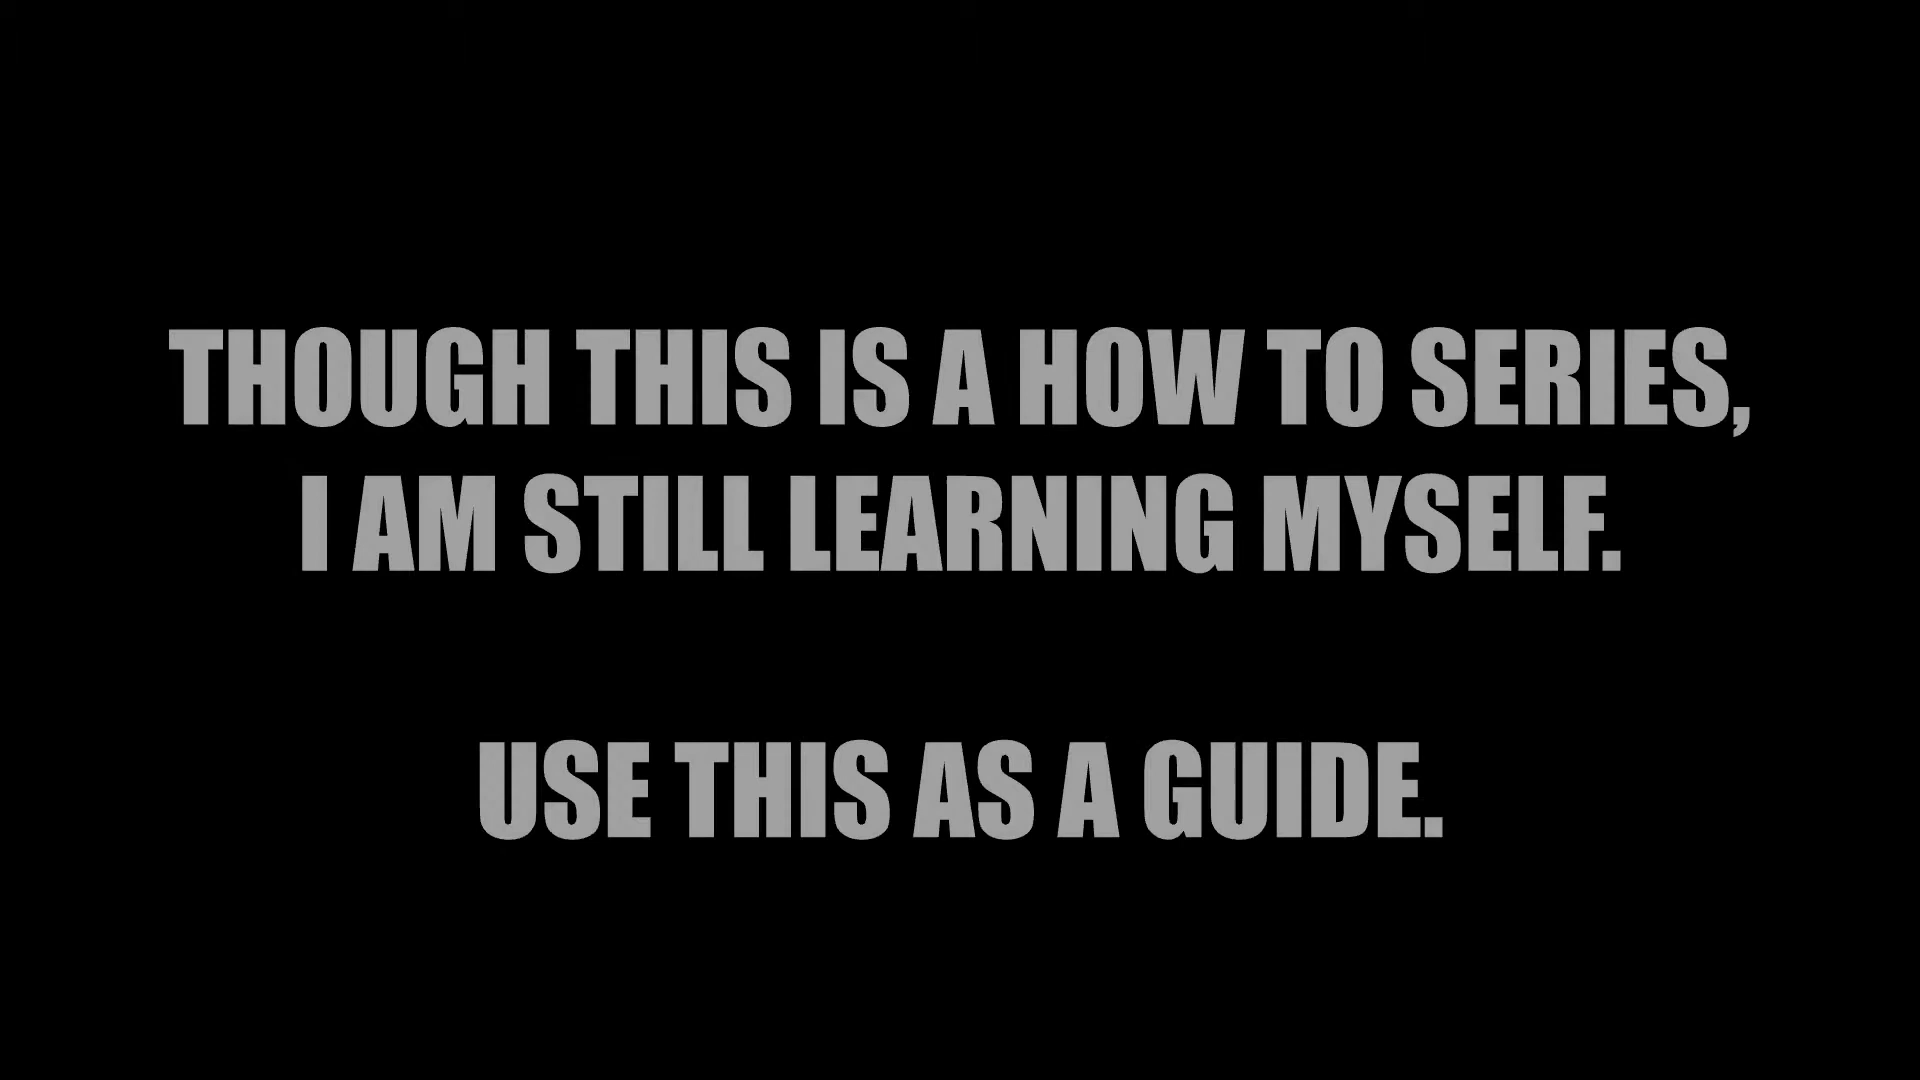 THOUGH THIS IS A HOW TO SERIES,
I AM STILL LEARNING MYSELF.
USE THIS AS A GUIDE.